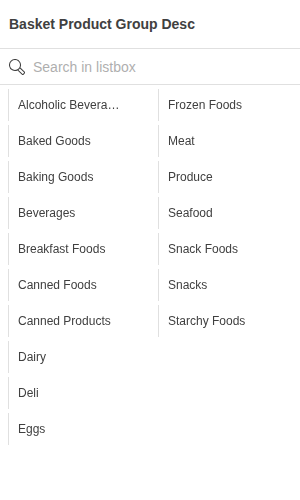 Basket Product Group Desc
Search in listbox
Alcoholic Bevera…
Baked Goods
Baking Goods
Beverages
Breakfast Foods
Canned Foods
Canned Products
Dairy
Deli
Eggs
Frozen Foods
Meat
Produce
Seafood
Snack Foods
Snacks
Starchy Foods